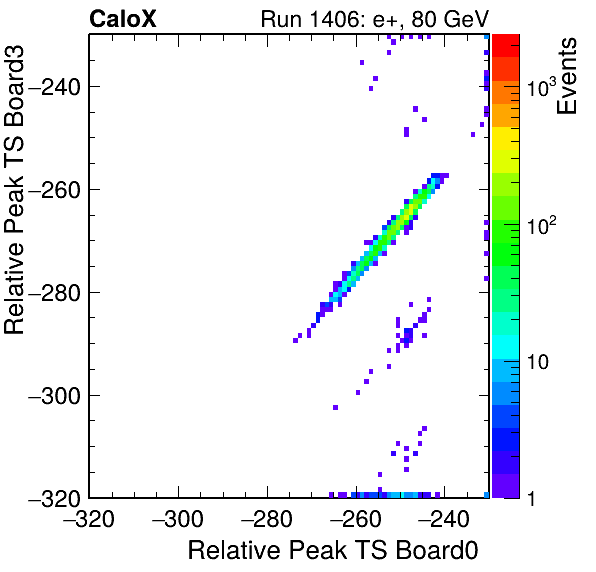 CaloX Run 1406: e+, 80 GeV
Relative Peak TS Board3
−240
−260
−280
−300
−320
−320 −300 −280 −260 −240
Relative Peak TS Board0
Events
10³
10²
10
1